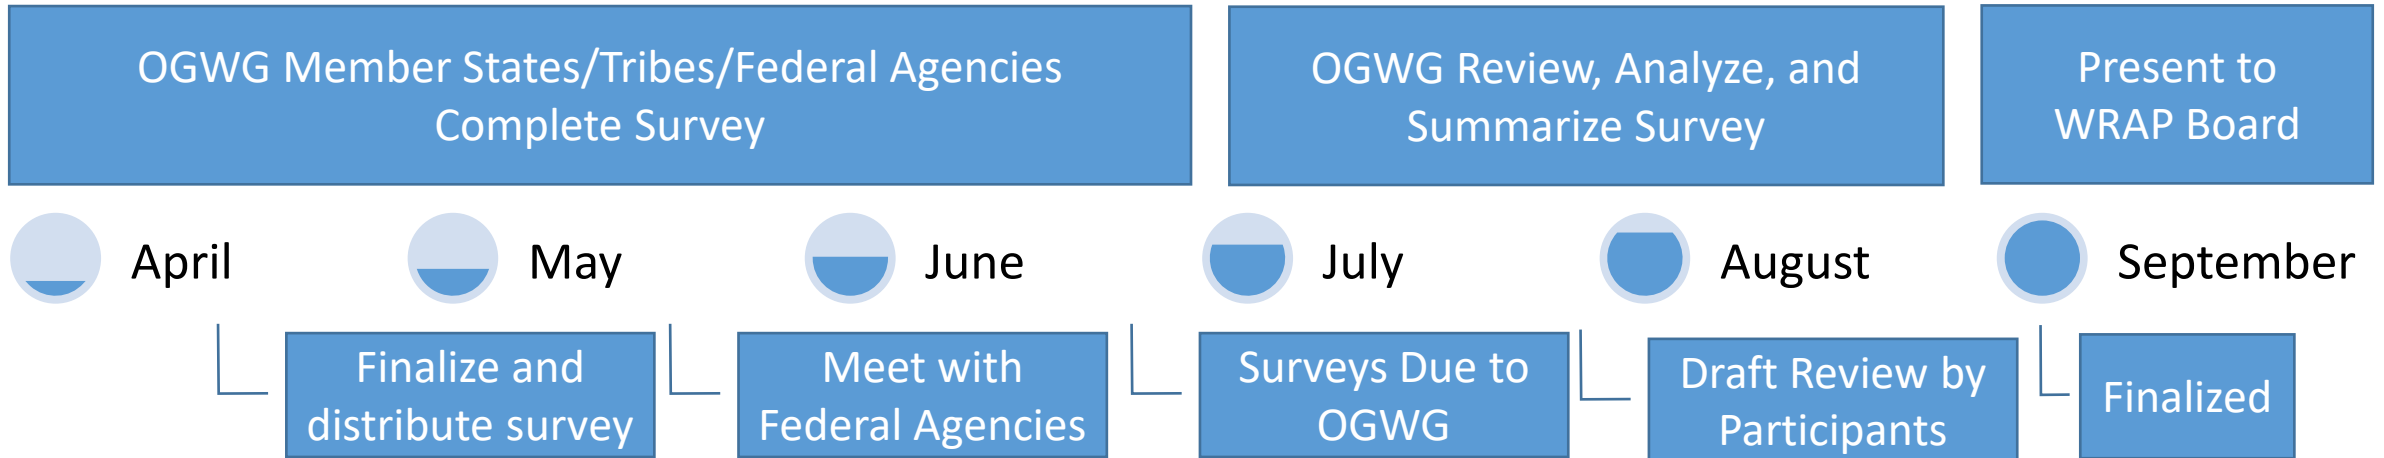 OGWG Member States/Tribes/Federal Agencies
Complete Survey
OGWG Review, Analyze, and
Summarize Survey
Present to
WRAP Board
April
May
June
July
August
September
Finalize and
distribute survey
Meet with
Federal Agencies
Surveys Due to
OGWG
Draft Review by
Participants
Finalized